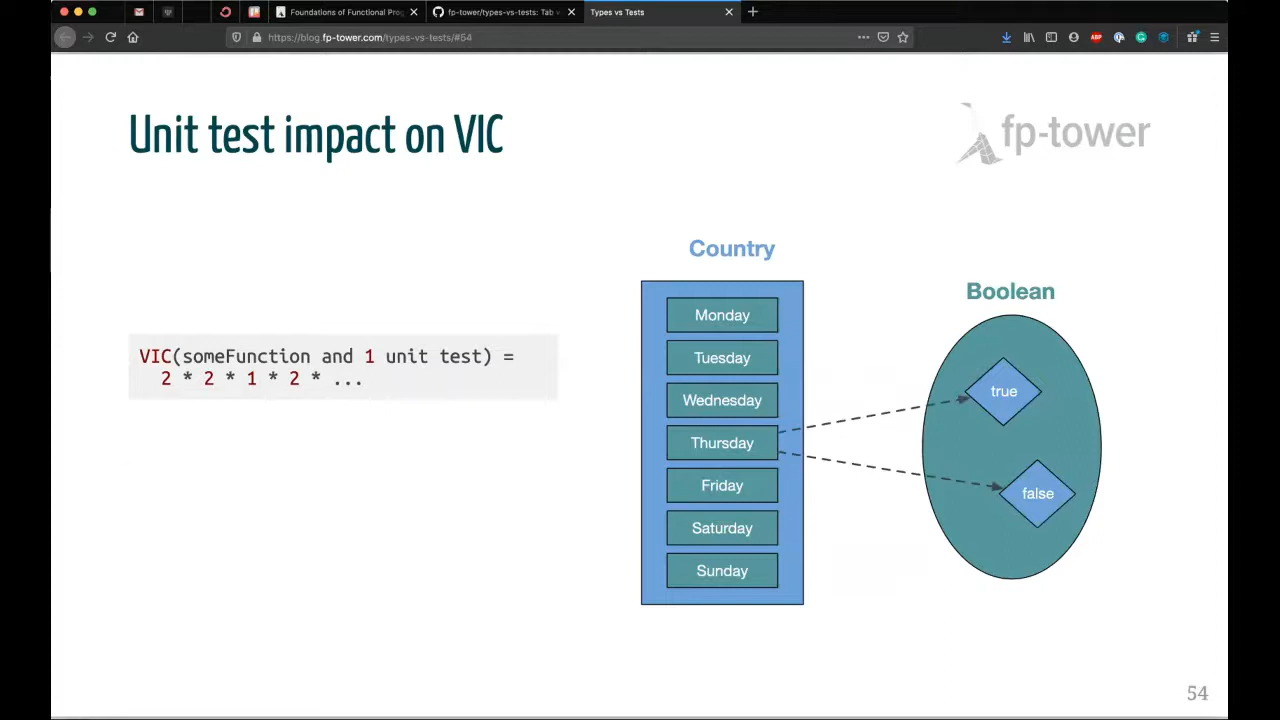 Foundations of Functional Prog
fp-tower/types-vs-tests: Tab v
Types vs Tests
https://blog.fp-tower.com/types-vs-tests/#54
ABP
Unit test impact on VIC
fp-tower
Country
Boolean
Monday
Tuesday
Wednesday
Thursday
Friday
Saturday
Sunday
true
false
VIC(someFunction and 1 unit test) =
2 * 2 * 1 * 2 * ...
54